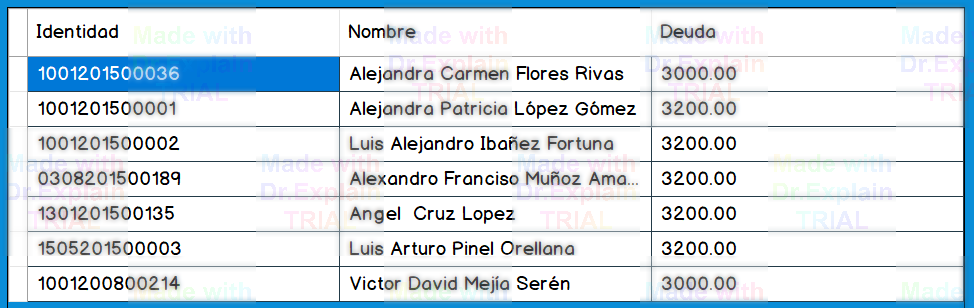 Identidad Nombre Deuda
1001201500036 Alejandra Carmen Flores Rivas 3000.00
1001201500001 Alejandra Patricia López Gómez 3200.00
1001201500002 Luis Alejandro Ibañez Fortuna 3200.00
0308201500189 Alexandro Franciso Muñoz Ama... 3200.00
1301201500135 Angel  Cruz Lopez 3200.00
1505201500003 Luis Arturo Pinel Orellana 3200.00
1001200800214 Victor David Mejía Serén 3000.00
Made with Dr.Explain TRIAL